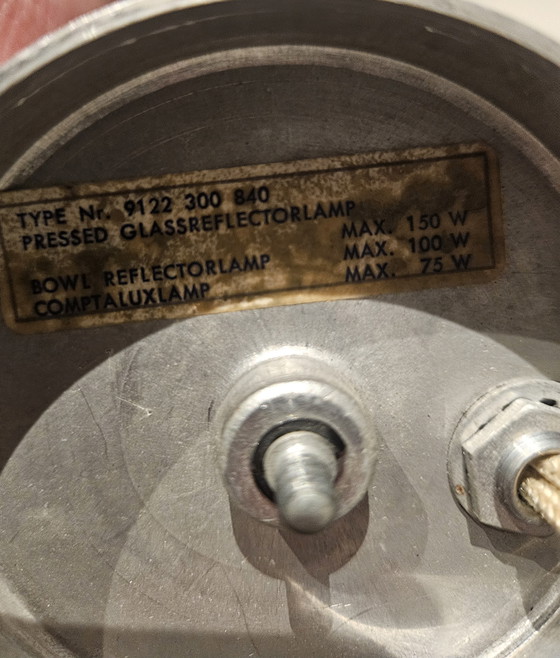 TYPE Nr. 9122 300 840
PRESSED GLASSREFLECTORLAMP MAX. 150 W
MAX. 100 W
BOWL REFLECTORLAMP MAX. 75 W
COMPTALUXLAMP